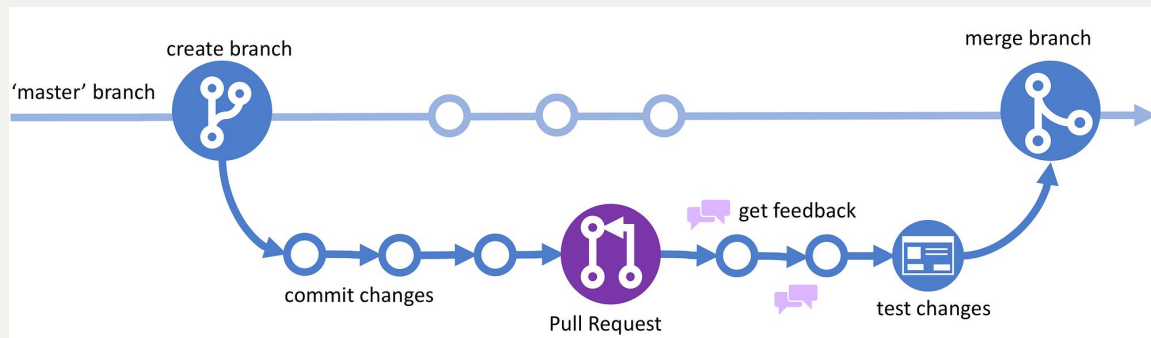 create branch
merge branch
‘master’ branch
get feedback
commit changes
test changes
Pull Request